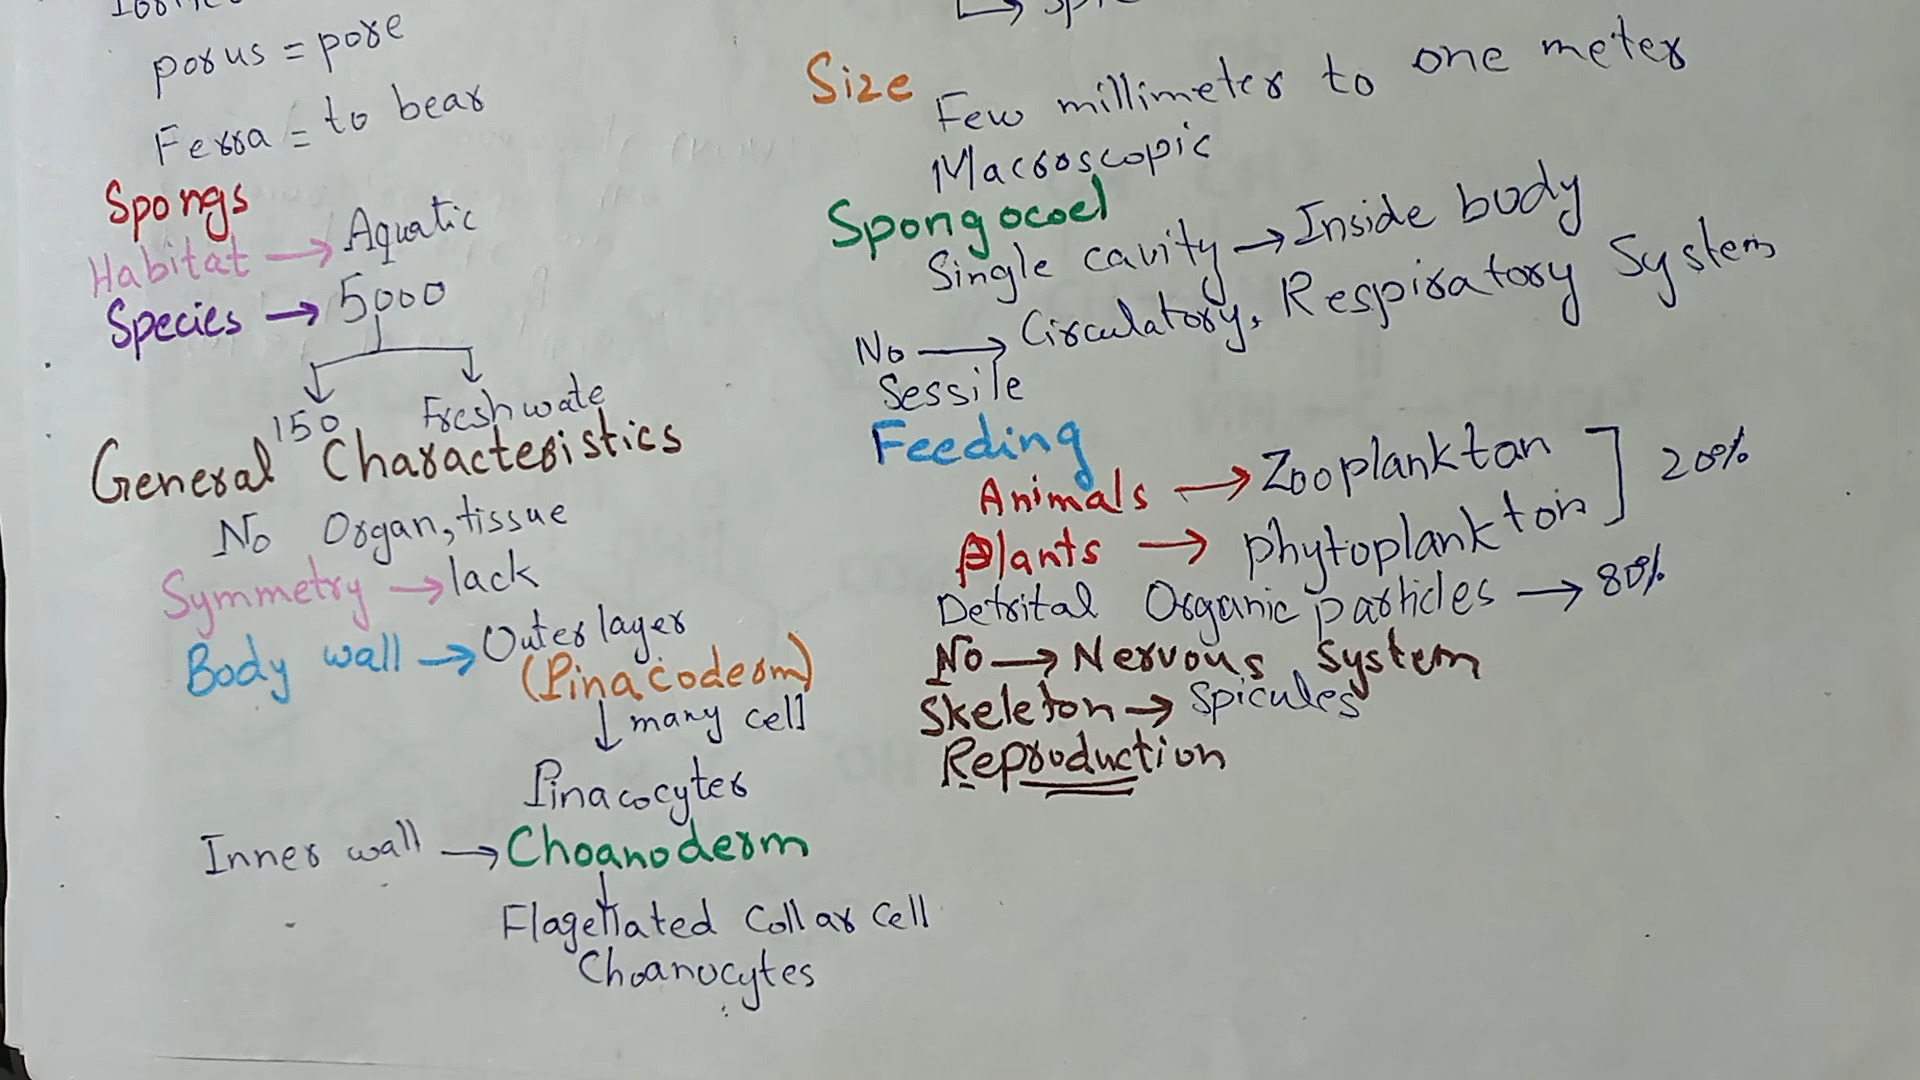 porus = pore
Ferra = to bear
Spongs
Habitat → Aquatic
Species → 5000
150 Fresh wate
General Characteristics
No Organ, tissue
Symmetry → lack
Body wall → Outer layer
(Pinacoderm)
↓ many cell
Pinacocytes
Inner wall → Choanoderm
Flagellated Collar Cell
Choanocytes
Size
Few millimeter to one meter
Macroscopic
Spongocoel
Single cavity → Inside body
No → Circulatory, Respiratory System
Sessile
Feeding
Animals → Zooplanktan
Plants → phytoplankton
20%
Detrital Organic particles → 80%
No → Nervous System
Skeleton → Spicules
Reproduction